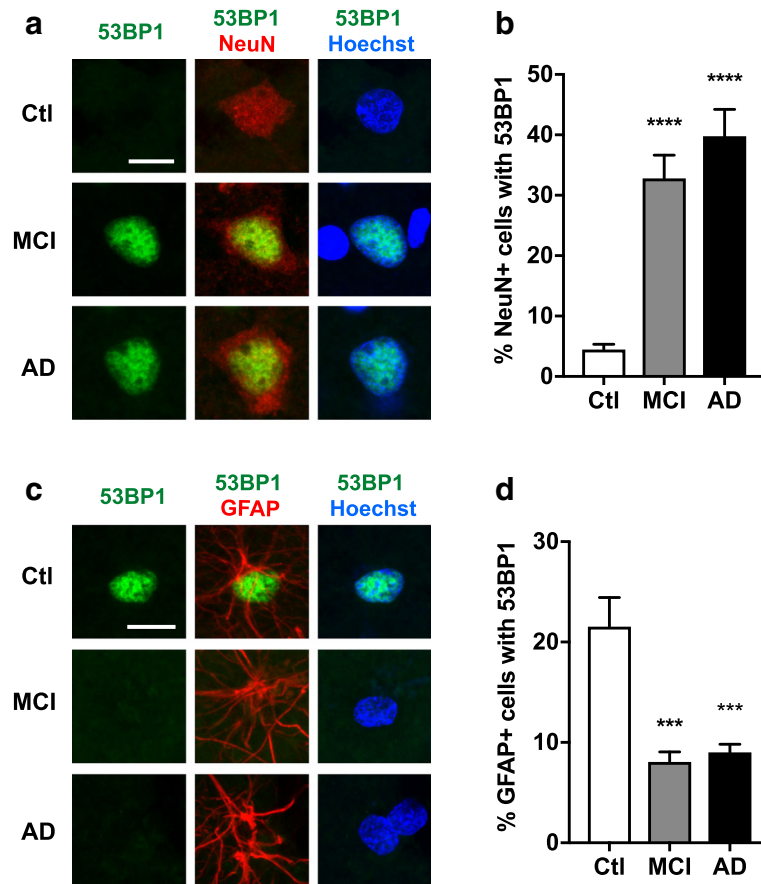 a
53BP1
53BP1
NeuN
53BP1
Hoechst
Ctl
MCI
AD
b
% NeuN+ cells with 53BP1
50
40
30
20
10
0
****
****
Ctl MCI AD
c
53BP1
53BP1
GFAP
53BP1
Hoechst
Ctl
MCI
AD
d
% GFAP+ cells with 53BP1
30
20
10
0
***
***
Ctl MCI AD